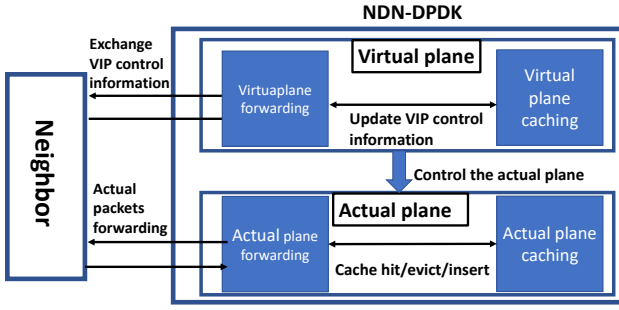 NDN-DPDK
Exchange
VIP control
information
Virtual plane
Virtuaplane
forwarding
Virtual
plane
caching
Update VIP control
information
Neighbor
Control the actual plane
Actual
packets
forwarding
Actual plane
Actual plane
forwarding
Actual plane
caching
Cache hit/evict/insert